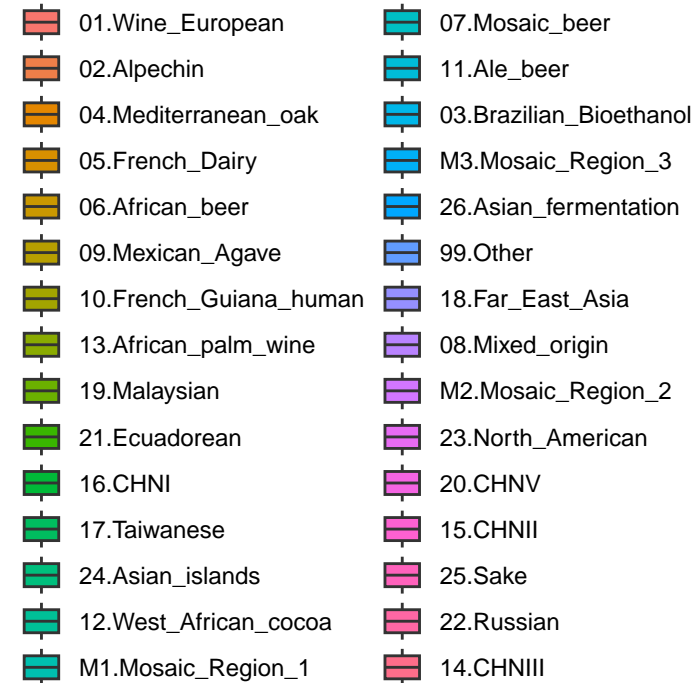 01.Wine_European
02.Alpechin
04.Mediterranean_oak
05.French_Dairy
06.African_beer
09.Mexican_Agave
10.French_Guiana_human
13.African_palm_wine
19.Malaysian
21.Ecuadorean
16.CHNI
17.Taiwanese
24.Asian_islands
12.West_African_cocoa
M1.Mosaic_Region_1
07.Mosaic_beer
11.Ale_beer
03.Brazilian_Bioethanol
M3.Mosaic_Region_3
26.Asian_fermentation
99.Other
18.Far_East_Asia
08.Mixed_origin
M2.Mosaic_Region_2
23.North_American
20.CHNV
15.CHNII
25.Sake
22.Russian
14.CHNIII